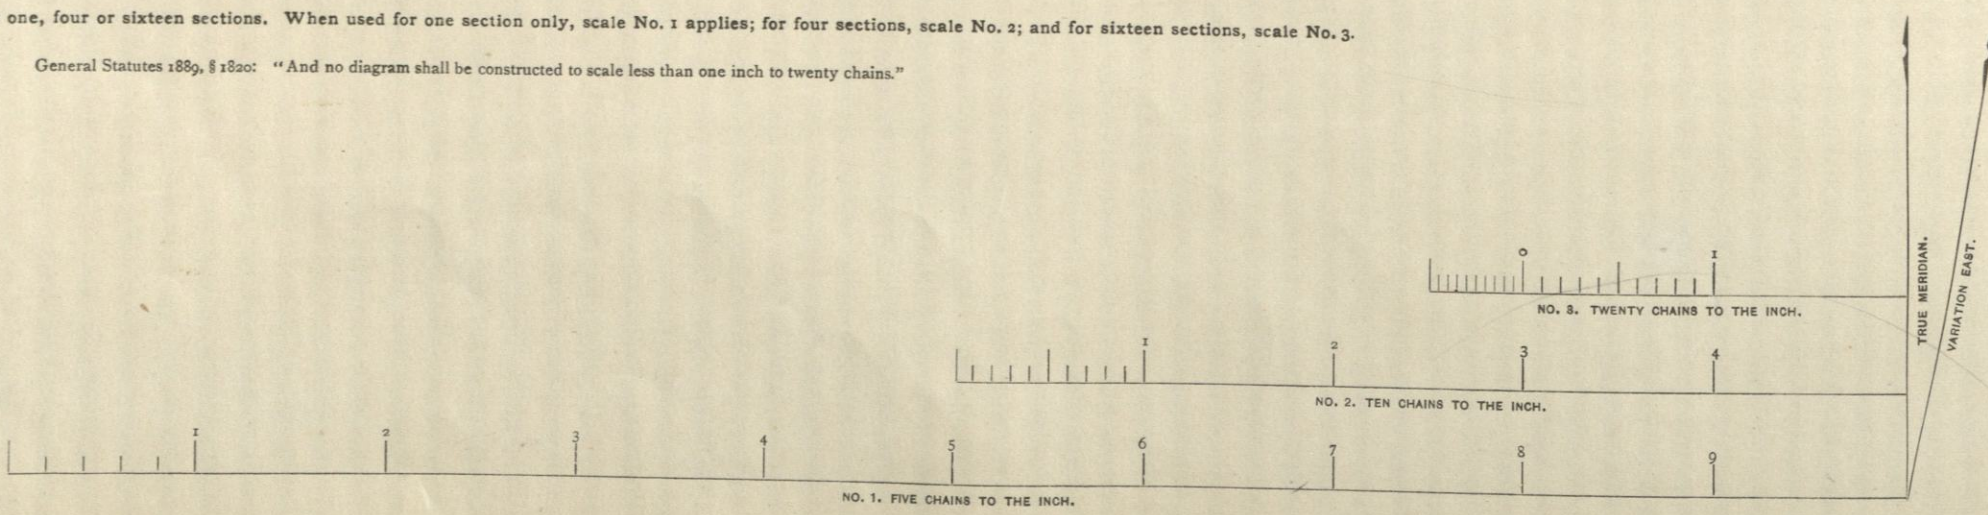 one, four or sixteen sections. When used for one section only, scale No. 1 applies; for four sections, scale No. 2; and for sixteen sections, scale No. 3.
General Statutes 1889, § 1820: “And no diagram shall be constructed to scale less than one inch to twenty chains.”
TRUE MERIDIAN.
VARIATION EAST.
0 1
NO. 3. TWENTY CHAINS TO THE INCH.
1 2 3 4
NO. 2. TEN CHAINS TO THE INCH.
1 2 3 4 5 6 7 8 9
NO. 1. FIVE CHAINS TO THE INCH.